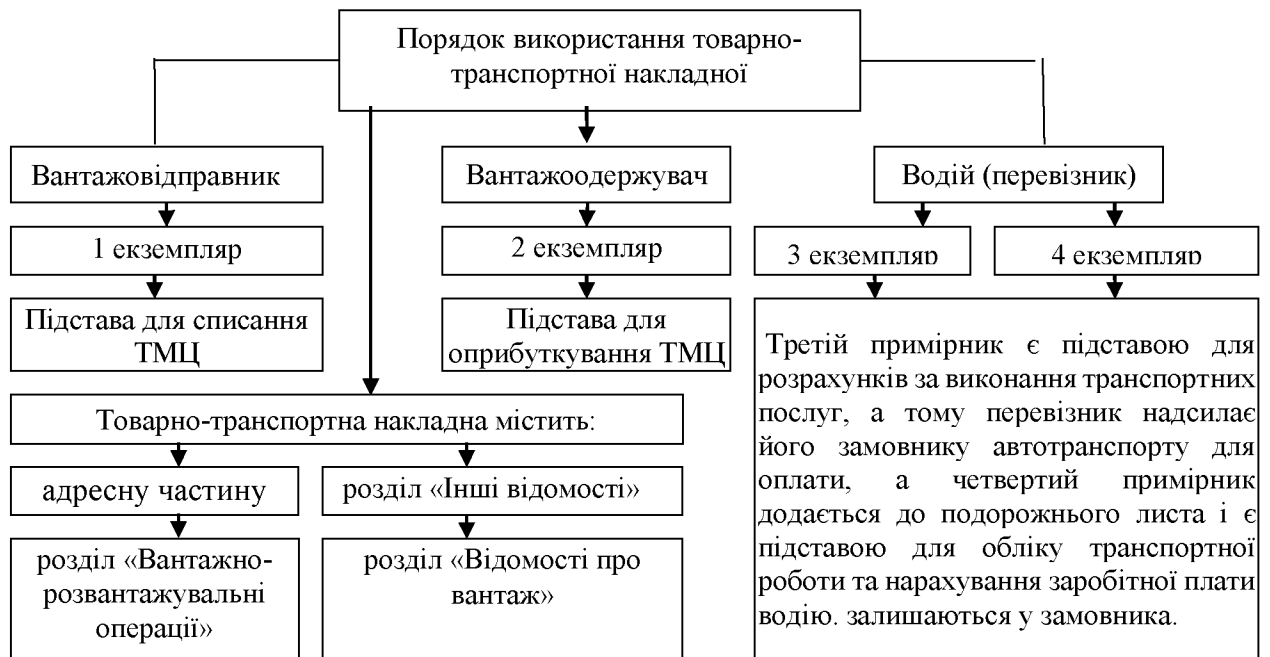 Порядок використання товарно-
транспортної накладної
Вантажовідправник
Вантажоодержувач
Водій (перевізник)
1 екземпляр
2 екземпляр
3 екземпляр
4 екземпляр
Підстава для списання
ТМЦ
Підстава для
оприбуткування ТМЦ
Третій примірник є підставою для
розрахунків за виконання транспортних
послуг, а тому перевізник надсилає
його замовнику автотранспорту для
оплати, а четвертий примірник
додається до подорожнього листа і є
підставою для обліку транспортної
роботи та нарахування заробітної плати
водію. залишаються у замовника.
Товарно-транспортна накладна містить:
адресну частину
розділ «Інші відомості»
розділ «Вантажно-
розвантажувальні
операції»
розділ «Відомості про
вантаж»